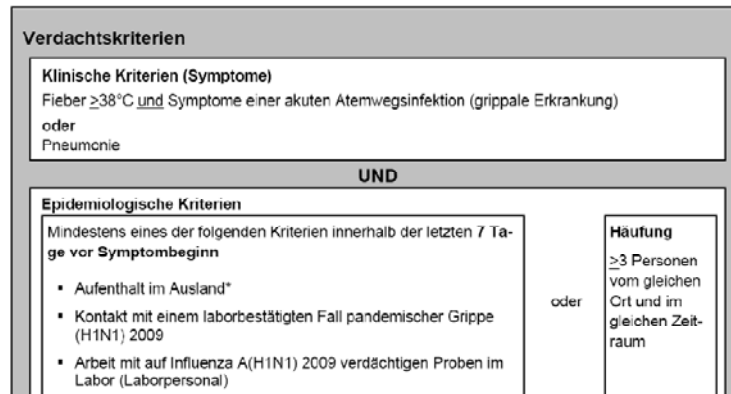 Verdachtskriterien
Klinische Kriterien (Symptome)
Fieber ≥38°C und Symptome einer akuten Atemwegsinfektion (grippale Erkrankung)
oder
Pneumonie
UND
Epidemiologische Kriterien
Mindestens eines der folgenden Kriterien innerhalb der letzten 7 Ta-
ge vor Symptombeginn
▪ Aufenthalt im Ausland*
▪ Kontakt mit einem laborbestätigten Fall pandemischer Grippe
(H1N1) 2009
▪ Arbeit mit auf Influenza A(H1N1) 2009 verdächtigen Proben im
Labor (Laborpersonal)
oder
Häufung
≥3 Personen
vom gleichen
Ort und im
gleichen Zeit-
raum